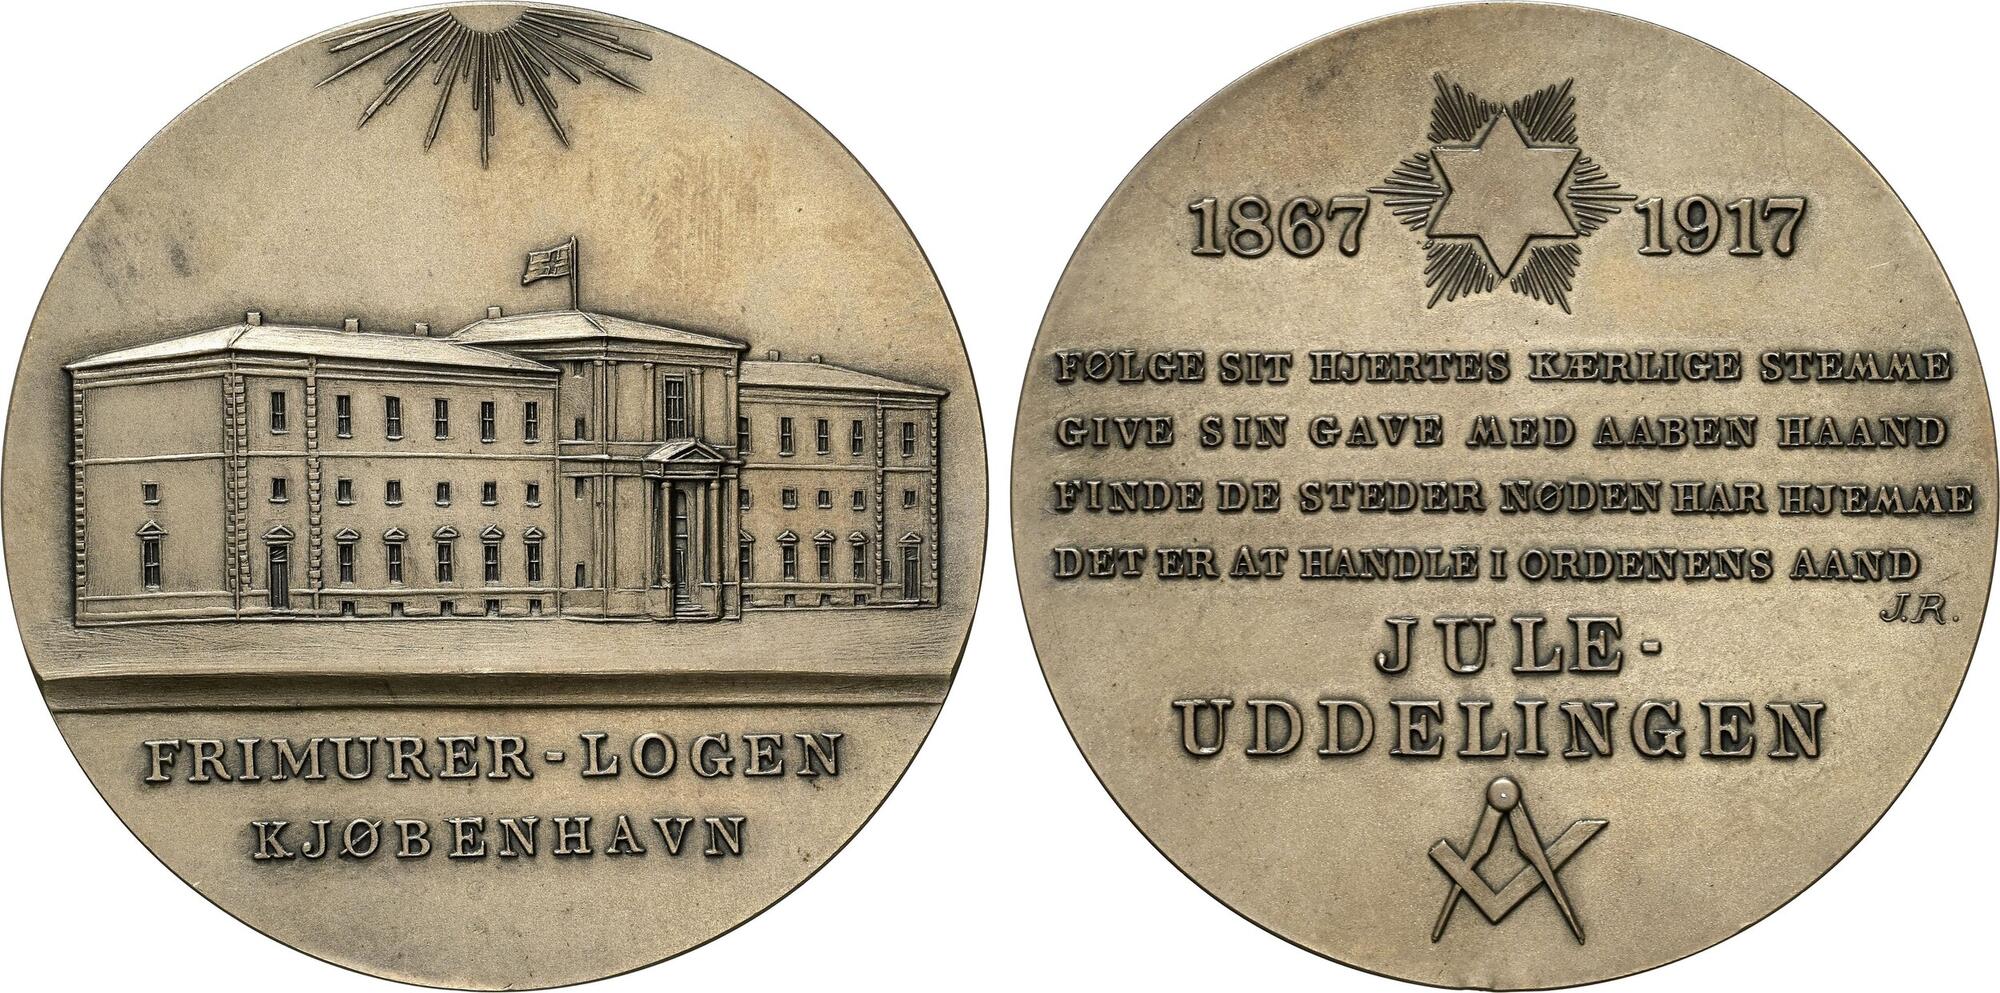 FRIMURER-LOGEN
KJØBENHAVN
1867 1917
FØLGE SIT HJERTES KÆRLIGE STEMME
GIVE SIN GAVE MED AABEN HAAND
FINDE DE STEDER NØDEN HAR HJEMME
DET ER AT HANDLE I ORDENENS AAND
J.R.
JULE-
UDDELINGEN